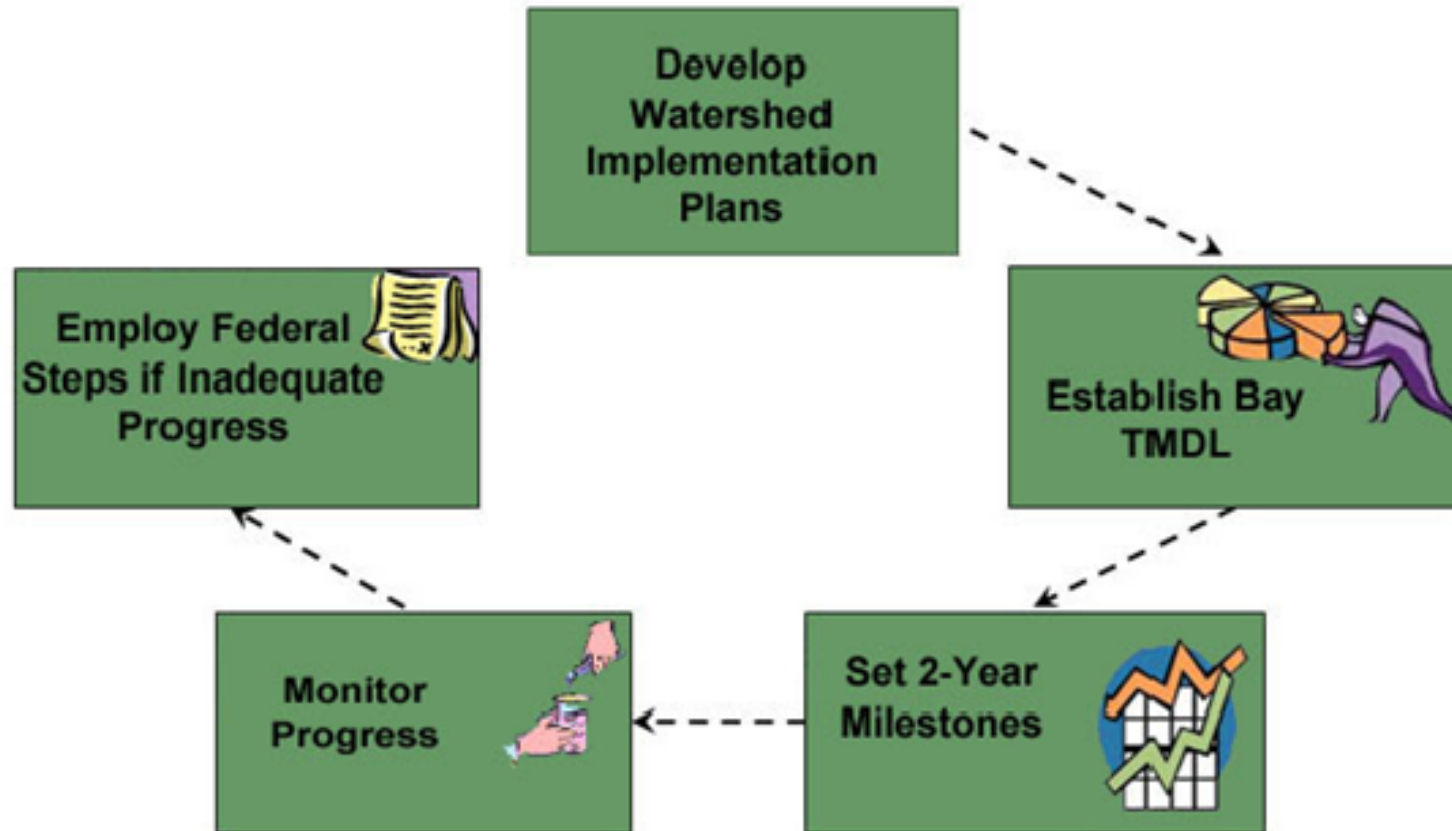 Develop
Watershed
Implementation
Plans
Establish Bay
TMDL
Set 2-Year
Milestones
Monitor
Progress
Employ Federal
Steps if Inadequate
Progress